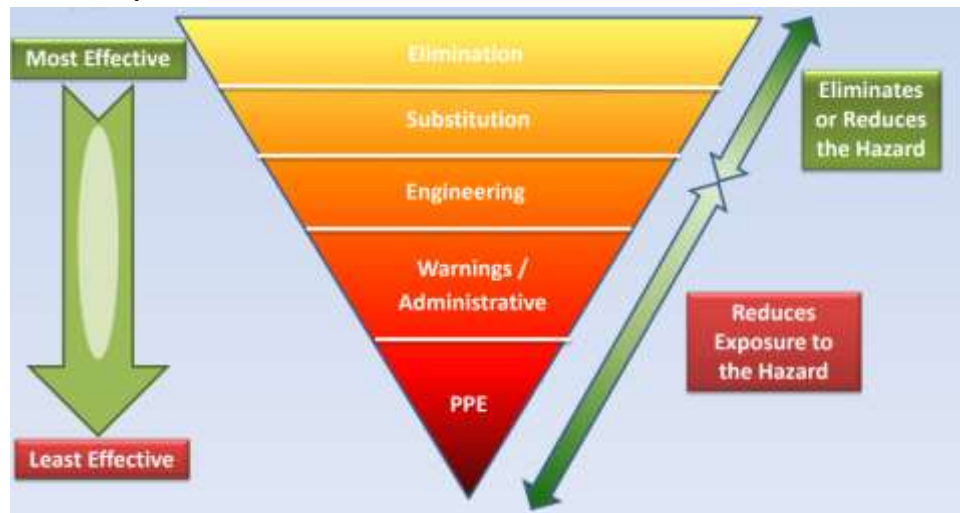 Most Effective
Elimination
Substitution
Engineering
Warnings /
Administrative
PPE
Least Effective
Eliminates
or Reduces
the Hazard
Reduces
Exposure to
the Hazard